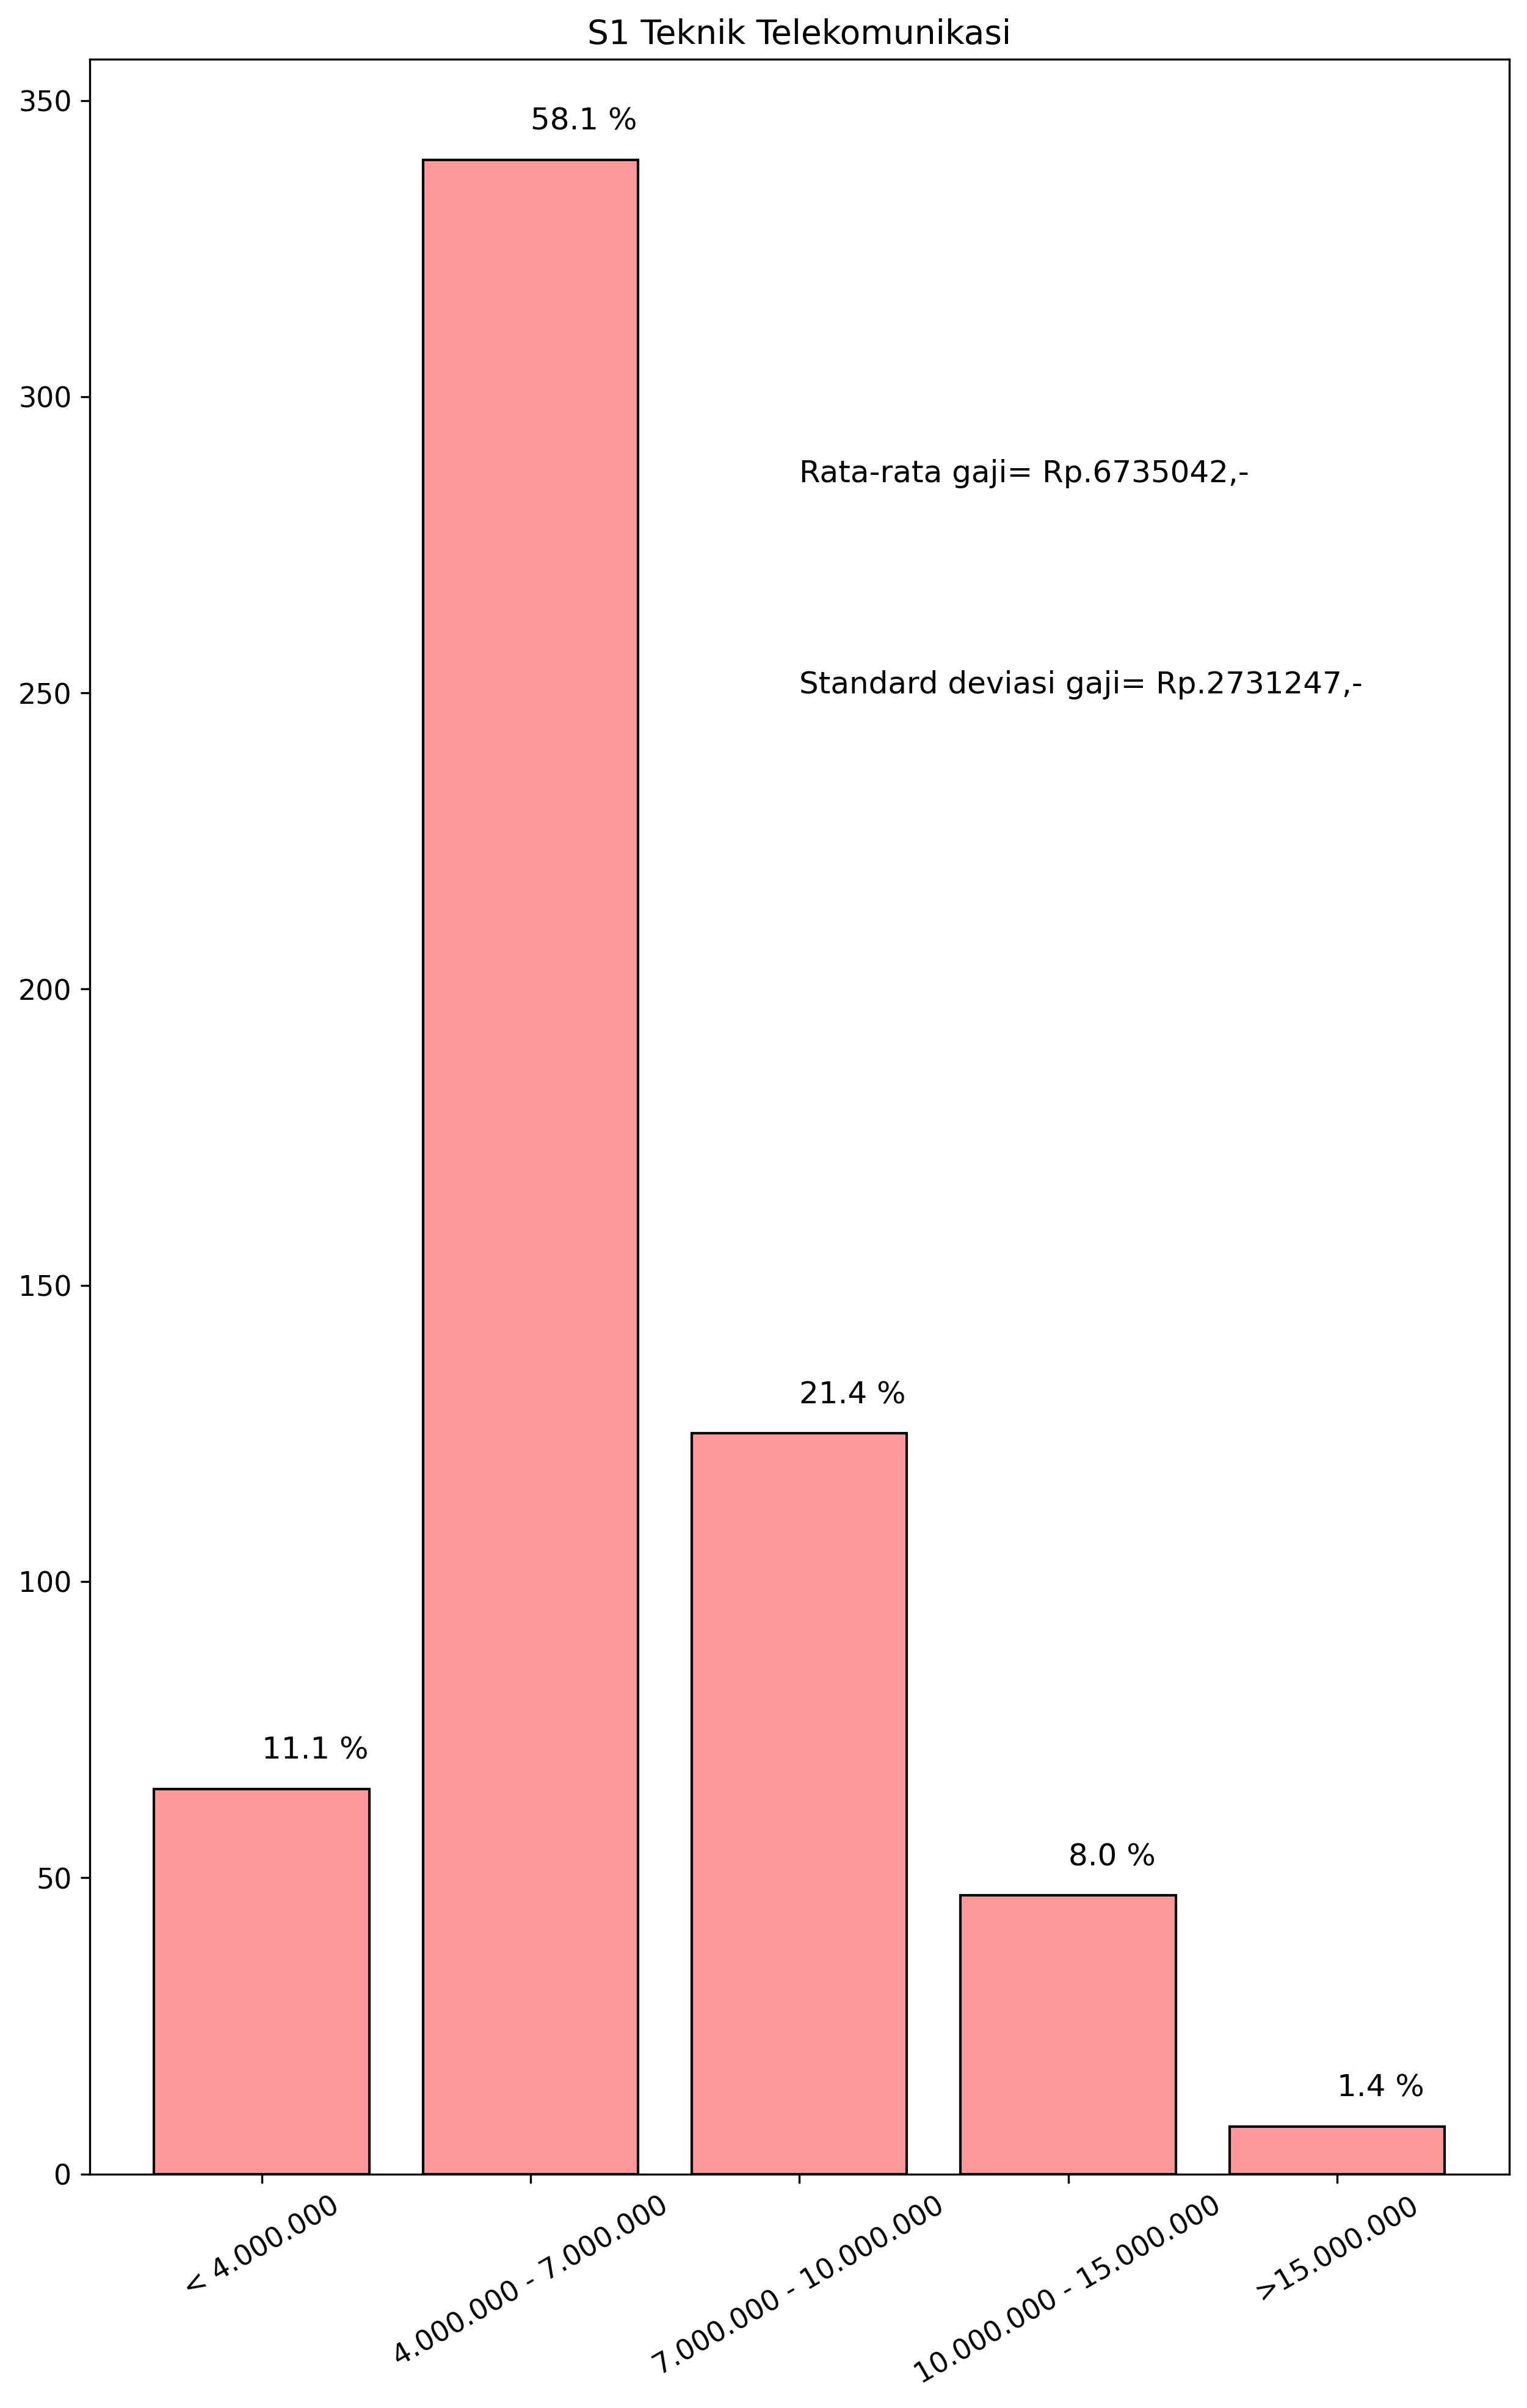 S1 Teknik Telekomunikasi
350
300
250
200
150
100
50
0
58.1 %
Rata-rata gaji= Rp.6735042,-
Standard deviasi gaji= Rp.2731247,-
21.4 %
11.1 %
8.0 %
1.4 %
< 4.000.000
4.000.000 - 7.000.000
7.000.000 - 10.000.000
10.000.000 - 15.000.000
>15.000.000